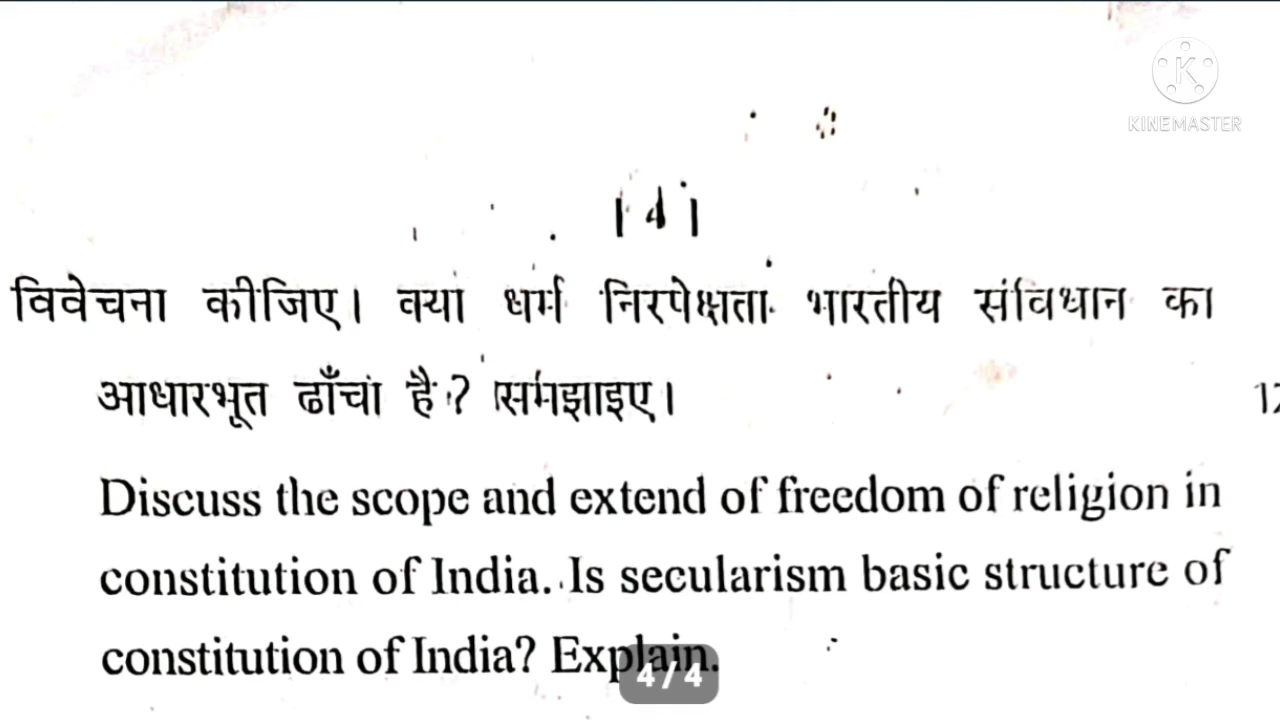 KINEMASTER
[4]
विवेचना कीजिए। क्या धर्म निरपेक्षता भारतीय संविधान का
आधारभूत ढाँचा है? समझाइए।
Discuss the scope and extend of freedom of religion in
constitution of India. Is secularism basic structure of
constitution of India? Explain.
4/4